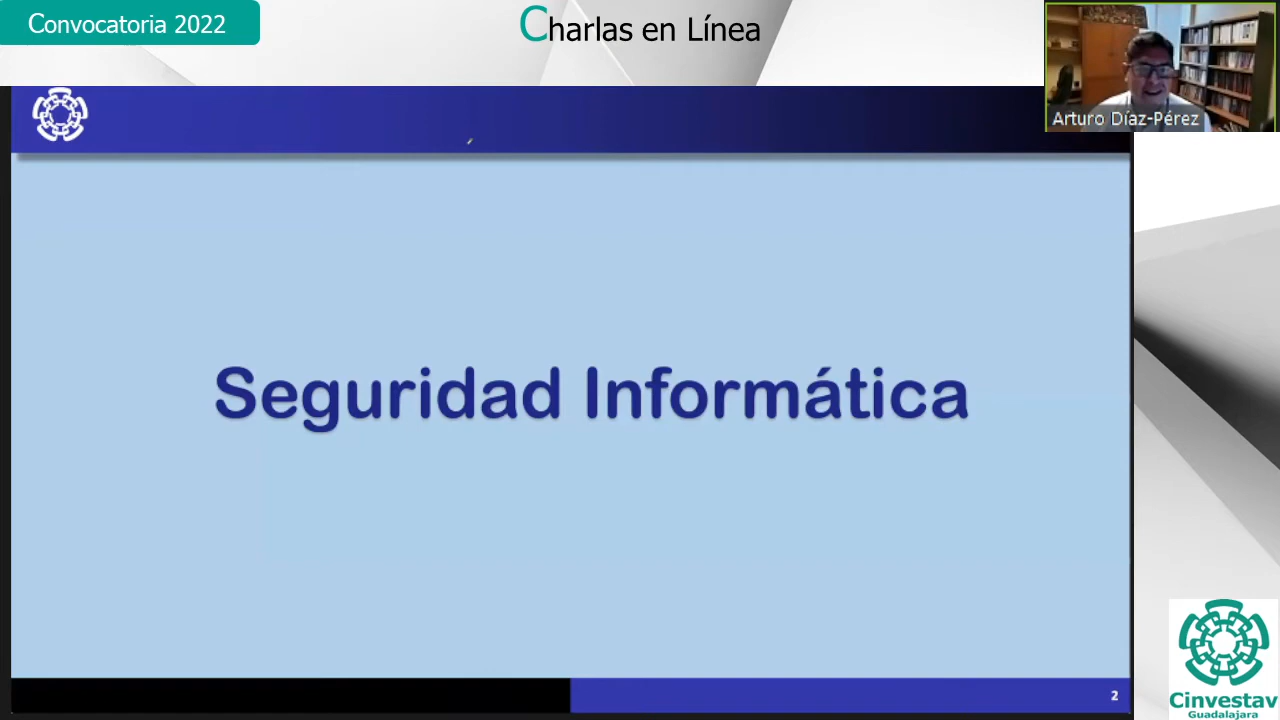 Convocatoria 2022
Charlas en Línea
Arturo Díaz-Pérez
Seguridad Informática
2
Cinvestav
Guadalajara